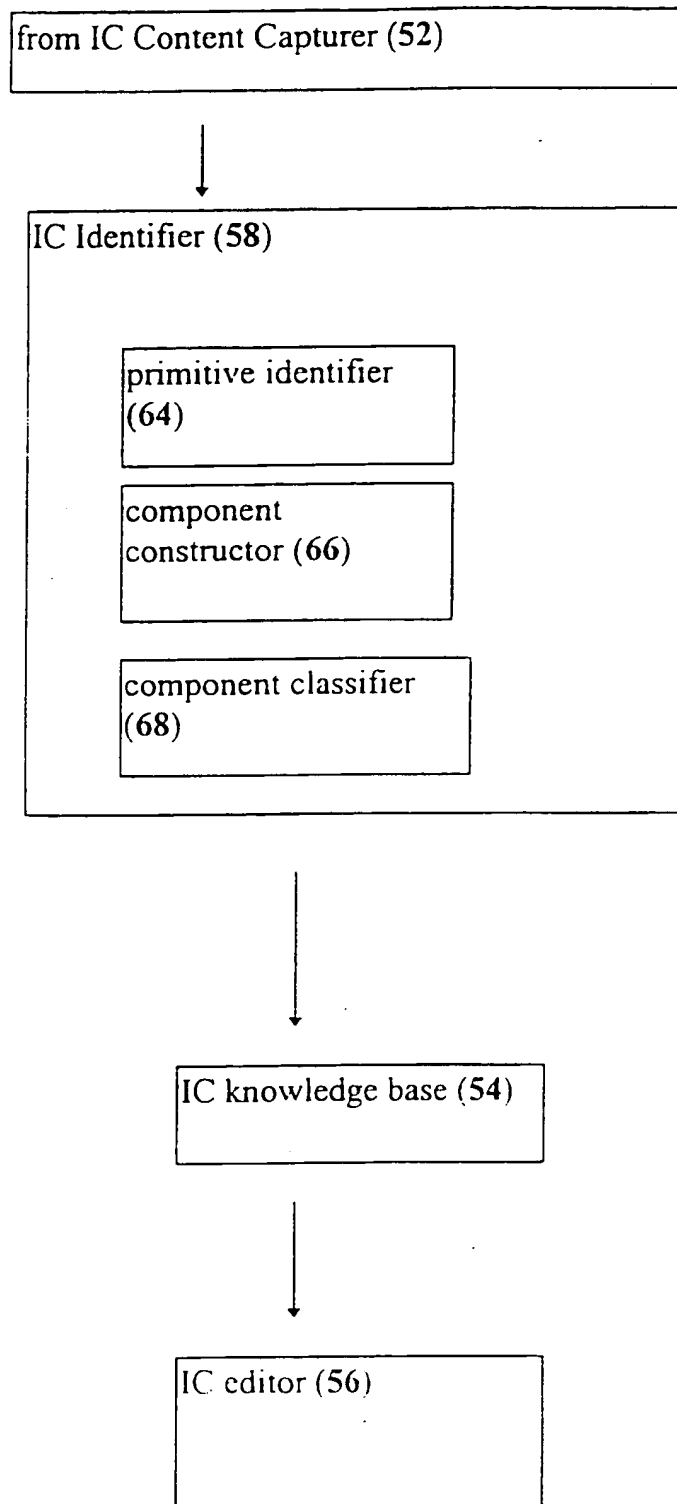 from IC Content Capturer (52)
IC Identifier (58)
primitive identifier
(64)
component
constructor (66)
component classifier
(68)
IC knowledge base (54)
IC editor (56)